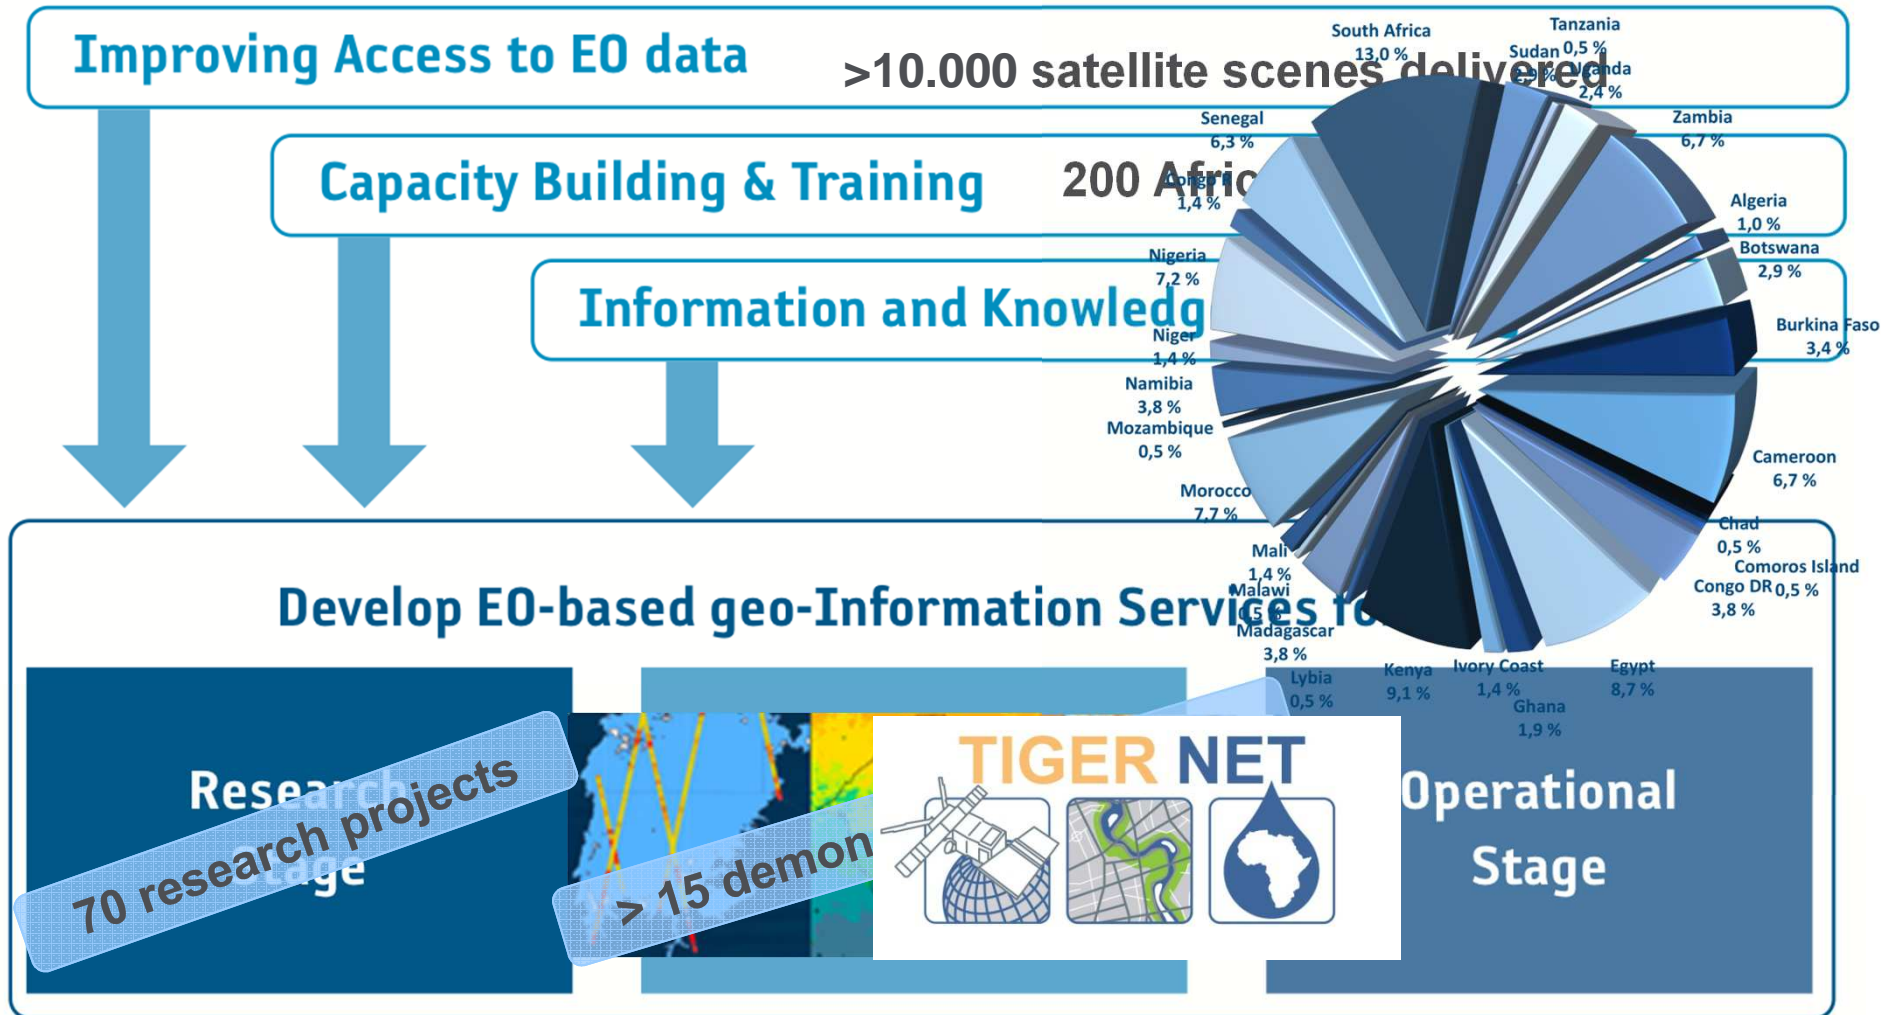 Improving Access to EO data
>10.000 satellite scenes delivered
Capacity Building & Training
200 Afric
Information and Knowledg
South Africa
13,0 %
Tanzania
0,5 %
Sudan
2,9 %
Uganda
2,4 %
Zambia
6,7 %
Algeria
1,0 %
Botswana
2,9 %
Burkina Faso
3,4 %
Cameroon
6,7 %
Chad
0,5 %
Comoros Island
0,5 %
Congo DR
3,8 %
Egypt
8,7 %
Ghana
1,9 %
Ivory Coast
1,4 %
Kenya
9,1 %
Lybia
0,5 %
Madagascar
3,8 %
Malawi
0,5 %
Mali
1,4 %
Morocco
7,7 %
Mozambique
0,5 %
Namibia
3,8 %
Niger
1,4 %
Nigeria
7,2 %
Congo R
1,4 %
Senegal
6,3 %
Develop EO-based geo-Information Services fo
Research
Stage
70 research projects
> 15 demon
TIGER NET
Operational
Stage